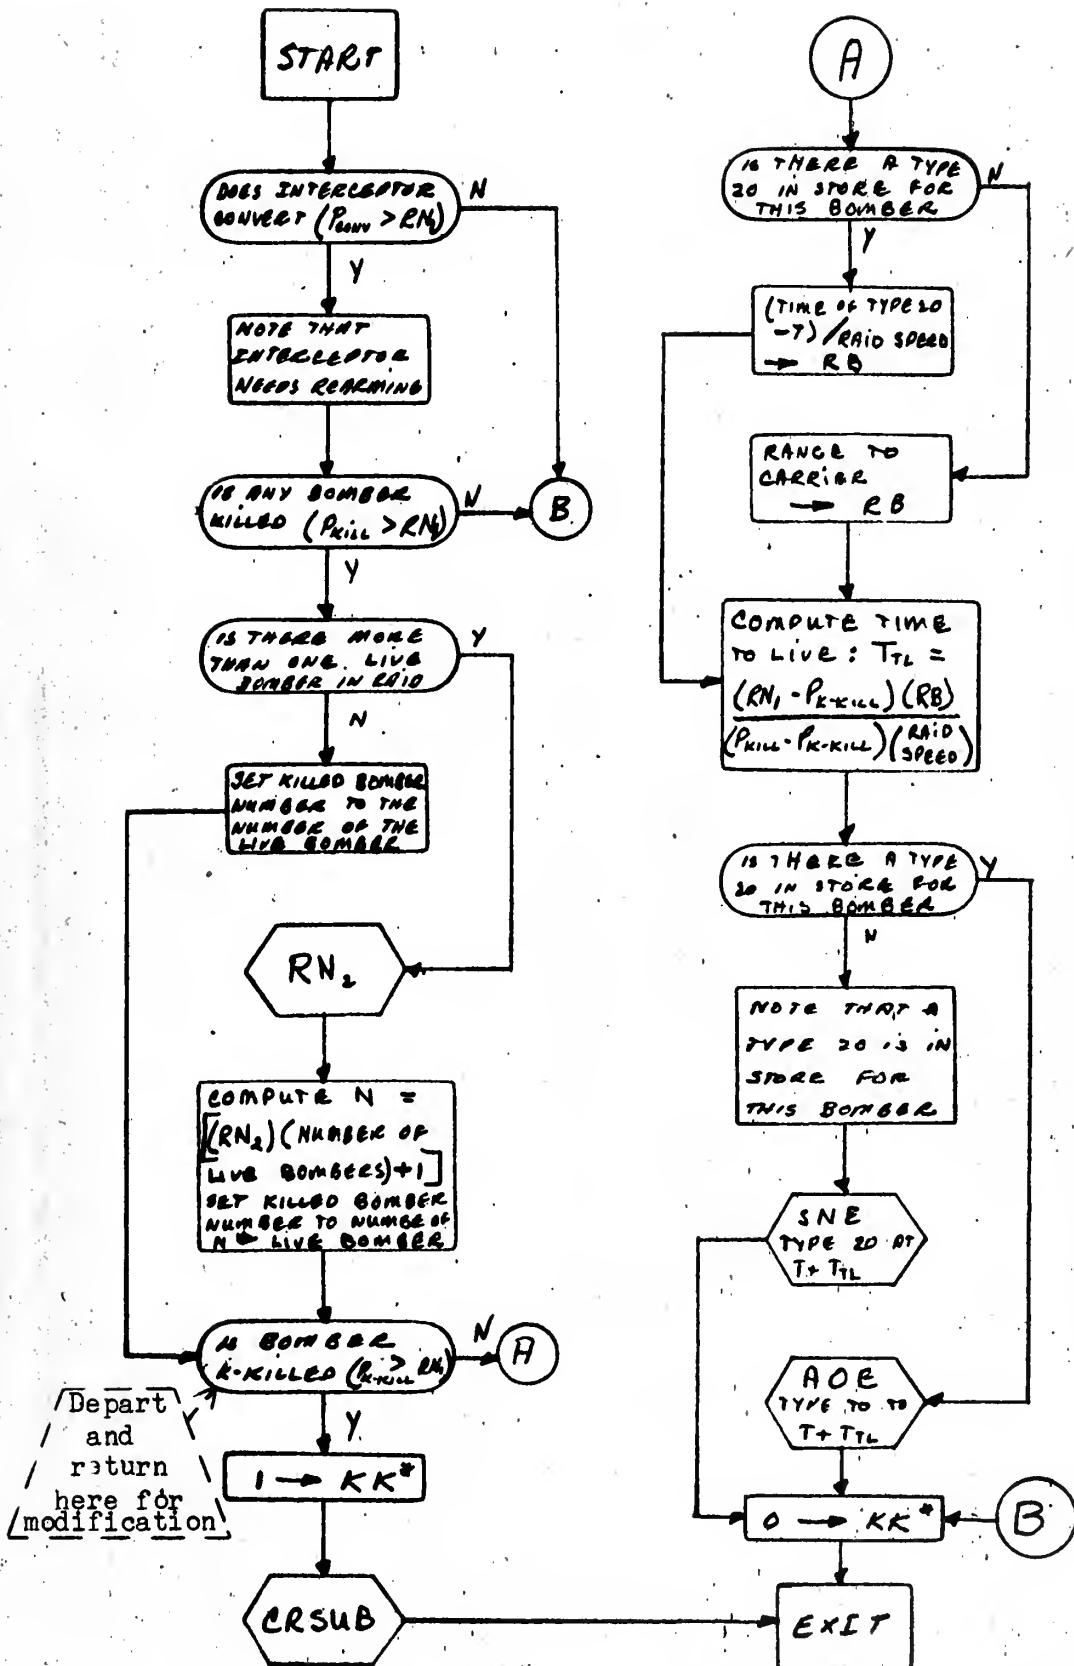 START
DOES INTERCEPTOR
CONVERT (P_CONV > RN₁)
N
Y
NOTE THAT
INTERCEPTOR
NEEDS REARMING
IS ANY BOMBER
KILLED (P_KILL > RN₁)
N
B
Y
IS THERE MORE
THAN ONE LIVE
BOMBER IN RAID
Y
N
SET KILLED BOMBER
NUMBER TO THE
NUMBER OF THE
LIVE BOMBER
RN₂
COMPUTE N =
[(RN₂)(NUMBER OF
LIVE BOMBERS)+1]
SET KILLED BOMBER
NUMBER TO NUMBER OF
N LIVE BOMBER
IS BOMBER
K-KILLED (P_K-KILL > RN₁)
N
A
Depart
and
return
here for
modification
Y
1 → KK*
CRSUB
A
IS THERE A TYPE
20 IN STORE FOR
THIS BOMBER
N
Y
(TIME OF TYPE 20
-T)/RAID SPEED
→ RB
RANGE TO
CARRIER
→ RB
COMPUTE TIME
TO LIVE: T_TL =
(RN₁ - P_K-KILL)(RB)
(P_KILL - P_K-KILL)(RAID
SPEED)
IS THERE A TYPE
20 IN STORE FOR
THIS BOMBER
Y
N
NOTE THAT A
TYPE 20 IS IN
STORE FOR
THIS BOMBER
SNE
TYPE 20 AT
T+ T_TL
AOE
TYPE TO TO
T+ T_TL
0 → KK*
B
EXIT